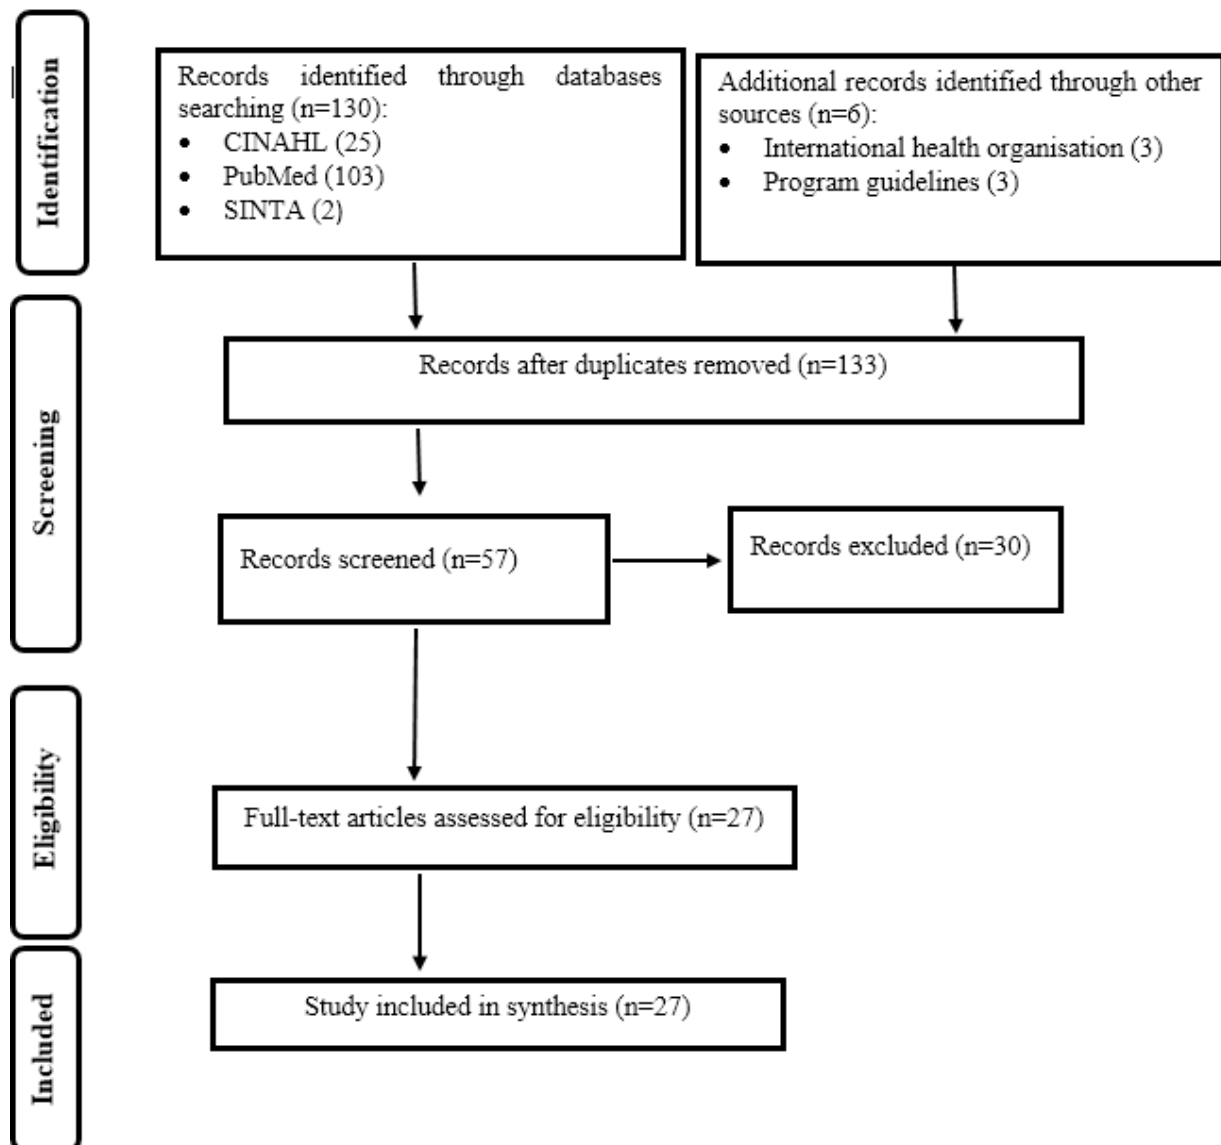 Identification
Records identified through databases
searching (n=130):
• CINAHL (25)
• PubMed (103)
• SINTA (2)
Additional records identified through other
sources (n=6):
• International health organisation (3)
• Program guidelines (3)
Screening
Records after duplicates removed (n=133)
Records screened (n=57)
Records excluded (n=30)
Eligibility
Full-text articles assessed for eligibility (n=27)
Included
Study included in synthesis (n=27)